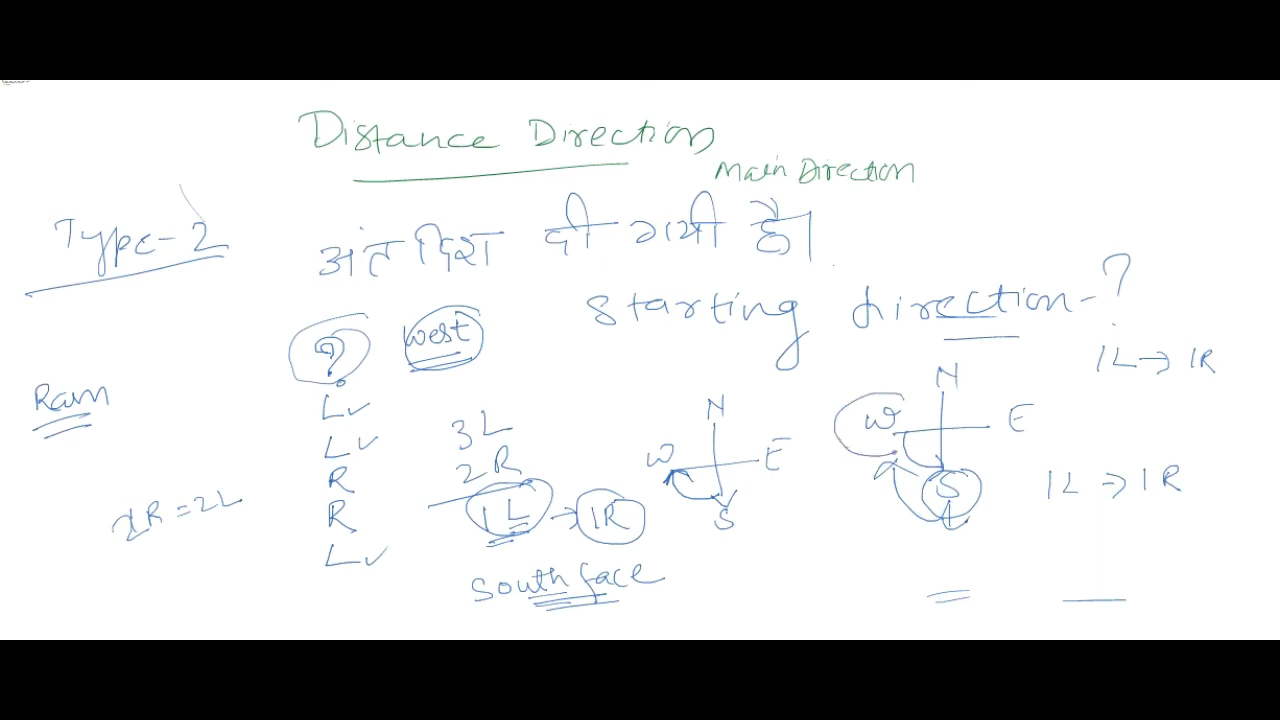 Distance Direction
Main Direction
Type-2
अंत दिशा दी गयी है।
starting direction-?
? west
1L → 1R
Ram
L✓
L✓
R
R
L✓
3L
2R
1L → 1R
2R = 2L
N
W E
S
N
W E
S
1L → 1R
South face